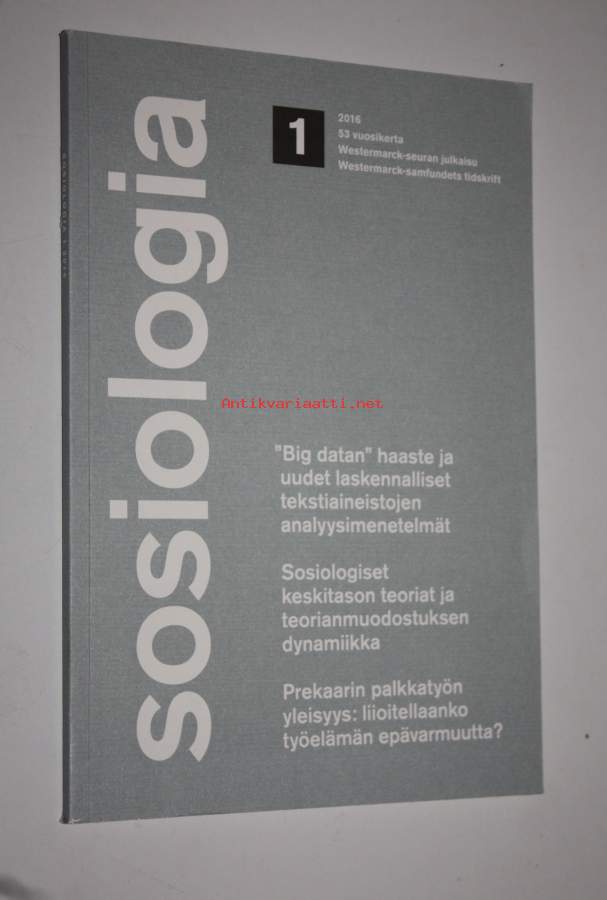 sosiologia
1
2016
53 vuosikerta
Westermarck-seuran julkaisu
Westermarck-samfundets tidskrift
Antikvariaatti.net
"Big datan" haaste ja
uudet laskennalliset
tekstiaineistojen
analyysimenetelmät
Sosiologiset
keskitason teoriat ja
teorianmuodostuksen
dynamiikka
Prekaarin palkkatyön
yleisyys: liioitellaanko
työelämän epävarmuutta?